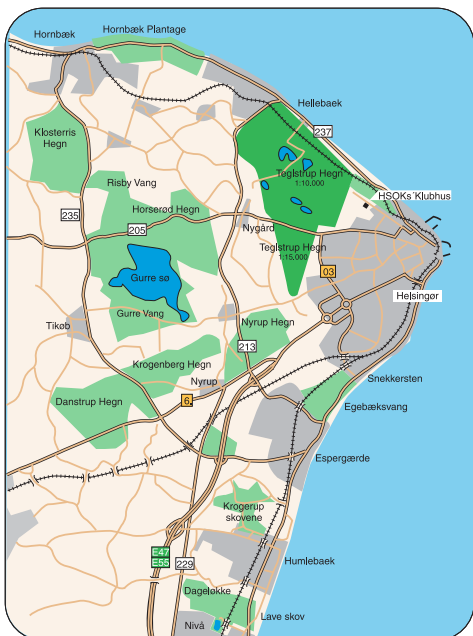 Hornbæk Plantage
Hornbæk
Hellebaek
237
Klosterris
Hegn
Teglstrup Hegn
1:10,000
Risby Vang
HSOKs´Klubhus
Horserød Hegn
235
205
Nygård
Teglstrup Hegn
1:15,000
03
Gurre sø
Helsingør
Gurre Vang
Tikøb
Nyrup Hegn
213
Krogenberg Hegn
Snekkersten
Nyrup
Danstrup Hegn
6.
Egebæksvang
Espergærde
Krogerup
skovene
E47
E55
229
Humlebaek
Dageløkke
Nivå
Lave skov